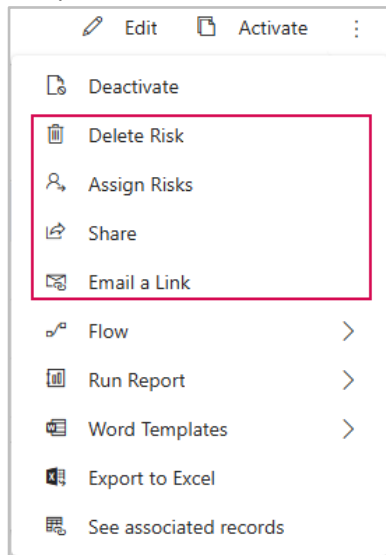 Edit Activate
Deactivate
Delete Risk
Assign Risks
Share
Email a Link
Flow
Run Report
Word Templates
Export to Excel
See associated records